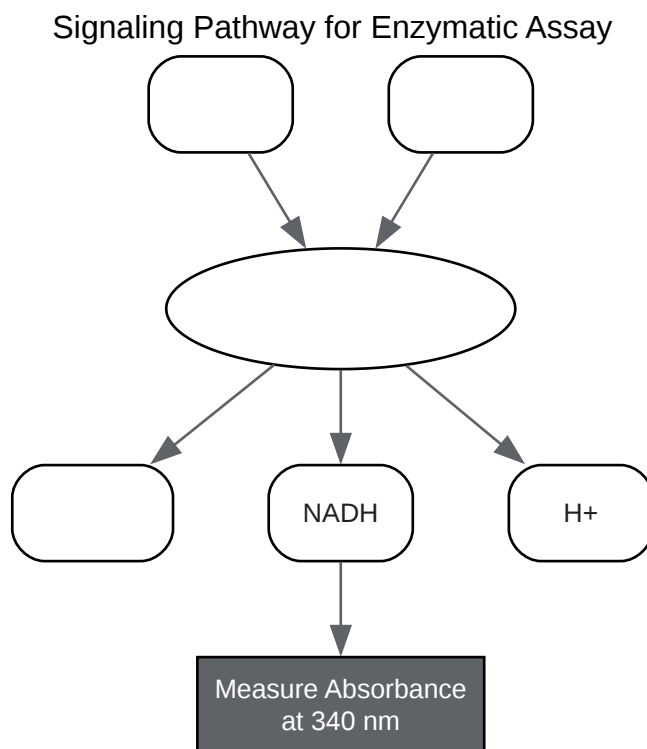 Signaling Pathway for Enzymatic Assay
NADH
H+
Measure Absorbance
at 340 nm